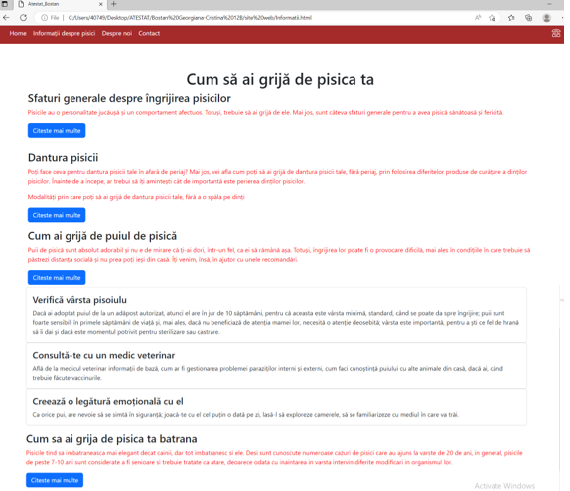 Atestat_Bostan
File | C:/Users/40749/Desktop/ATESTAT/Bostan%20Georgiana-Cristina%2012B/site%20web/Informatii.html
Home Informații despre pisici Despre noi Contact
Cum să ai grijă de pisica ta
Sfaturi generale despre îngrijirea pisicilor
Pisicile au o personalitate jucăușă și un comportament afectuos. Totuși, trebuie să ai grijă de ele. Mai jos, sunt câteva sfaturi generale pentru a avea pisică sănătoasă și fericită.
Citeste mai multe
Dantura pisicii
Poți face ceva pentru dantura pisicii tale în afară de periaj? Mai jos, vei afla cum poți să ai grijă de dantura pisicii tale, fără periaj, prin folosirea diferitelor produse de curățare a dinților
pisicilor. Înainte de a începe, ar trebui să îți amintești cât de importantă este perierea dinților pisicilor.
Modalități prin care poți să ai grijă de dantura pisicii tale, fără a o spăla pe dinți
Citeste mai multe
Cum ai grijă de puiul de pisică
Puii de pisică sunt absolut adorabili și nu e de mirare că ți-ai dori, într-un fel, ca ei să rămână așa. Totuși, îngrijirea lor poate fi o provocare dificilă, mai ales în condițiile în care trebuie să
păstrezi distanța socială și nu prea poți ieși din casă. Îți venim, însă, în ajutor cu unele recomandări.
Citeste mai multe
Verifică vârsta pisoiului
Dacă ai adoptat puiul de la un adăpost autorizat, atunci el are în jur de 10 săptămâni, pentru că aceasta este vârsta minimă, standard, când se poate da spre îngrijire; puii sunt
foarte sensibili în primele săptămâni de viață și, mai ales, dacă nu beneficiază de atenția mamei lor, necesită o atenție deosebită; vârsta este importantă, pentru a ști ce fel de hrană
să îi dai și dacă este momentul potrivit pentru sterilizare sau castrare.
Consultă-te cu un medic veterinar
Află de la medicul veterinar informații de bază, cum ar fi gestionarea problemei paraziților interni și externi, cum faci cunoștință puiului cu alte animale din casă, dacă ai, când
trebuie făcute vaccinurile.
Creează o legătură emoțională cu el
Ca orice pui, are nevoie să se simtă în siguranță; joacă-te cu el cel puțin o dată pe zi, lasă-l să exploreze camerele, să se familiarizeze cu mediul în care va trăi.
Cum sa ai grija de pisica ta batrana
Pisicile tind sa imbatraneasca mai elegant decat cainii, dar tot imbatranesc si ele. Desi sunt cunoscute numeroase cazuri de pisici care au ajuns la varste de 20 de ani, in general, pisicile
de peste 7-10 ani sunt considerate a fi senioare si trebuie tratate ca atare, deoarece odata cu inaintarea in varsta intervin diferite modificari in organismul lor.
Citeste mai multe
Activate Windows